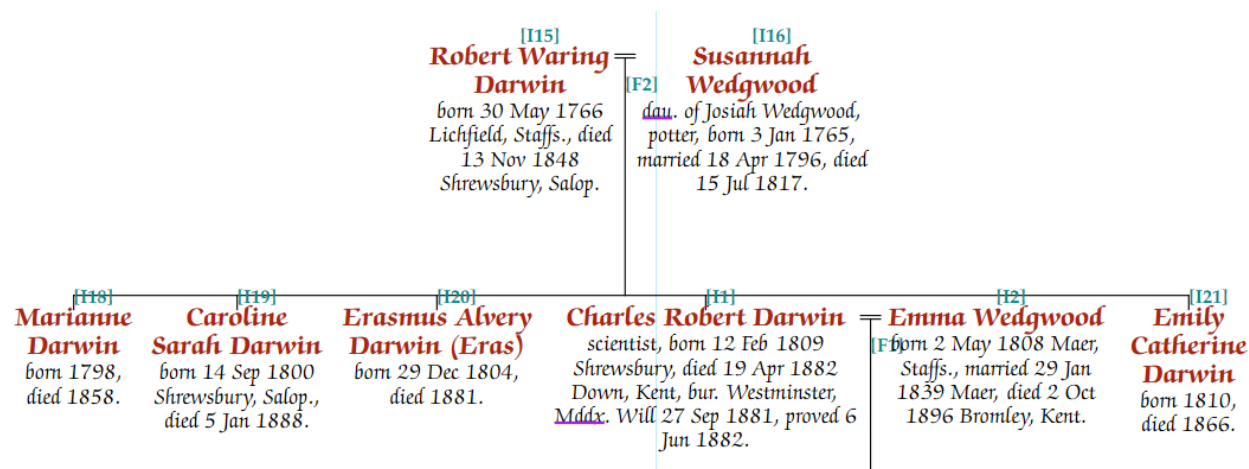 [I15]
Robert Waring
Darwin
born 30 May 1766
Lichfield, Staffs., died
13 Nov 1848
Shrewsbury, Salop.
[F2]
[I16]
Susannah
Wedgwood
dau. of Josiah Wedgwood,
potter, born 3 Jan 1765,
married 18 Apr 1796, died
15 Jul 1817.
[I18]
Marianne
Darwin
born 1798,
died 1858.
[I19]
Caroline
Sarah Darwin
born 14 Sep 1800
Shrewsbury, Salop.,
died 5 Jan 1888.
[I20]
Erasmus Alvery
Darwin (Eras)
born 29 Dec 1804,
died 1881.
[I1]
Charles Robert Darwin
scientist, born 12 Feb 1809
Shrewsbury, died 19 Apr 1882
Down, Kent, bur. Westminster,
Mddx. Will 27 Sep 1881, proved 6
Jun 1882.
[I2]
Emma Wedgwood
born 2 May 1808 Maer,
Staffs., married 29 Jan
1839 Maer, died 2 Oct
1896 Bromley, Kent.
[I21]
Emily
Catherine
Darwin
born 1810,
died 1866.